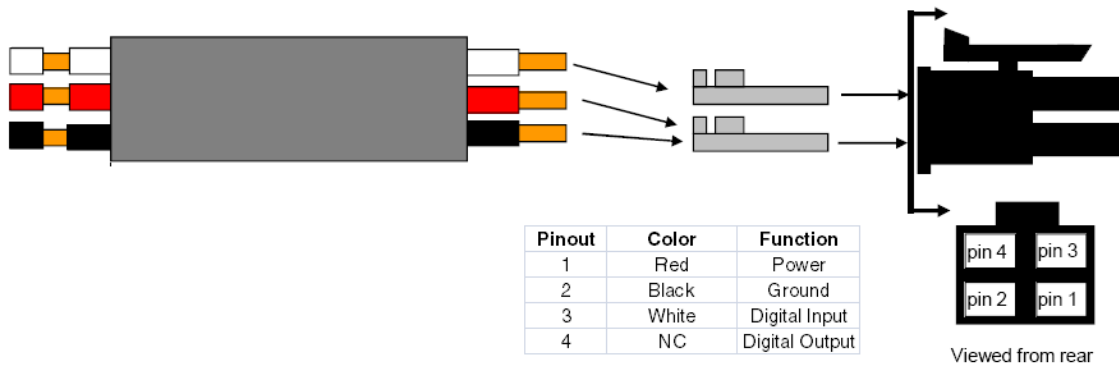 Pinout Color Function
1 Red Power
2 Black Ground
3 White Digital Input
4 NC Digital Output
pin 4 pin 3
pin 2 pin 1
Viewed from rear